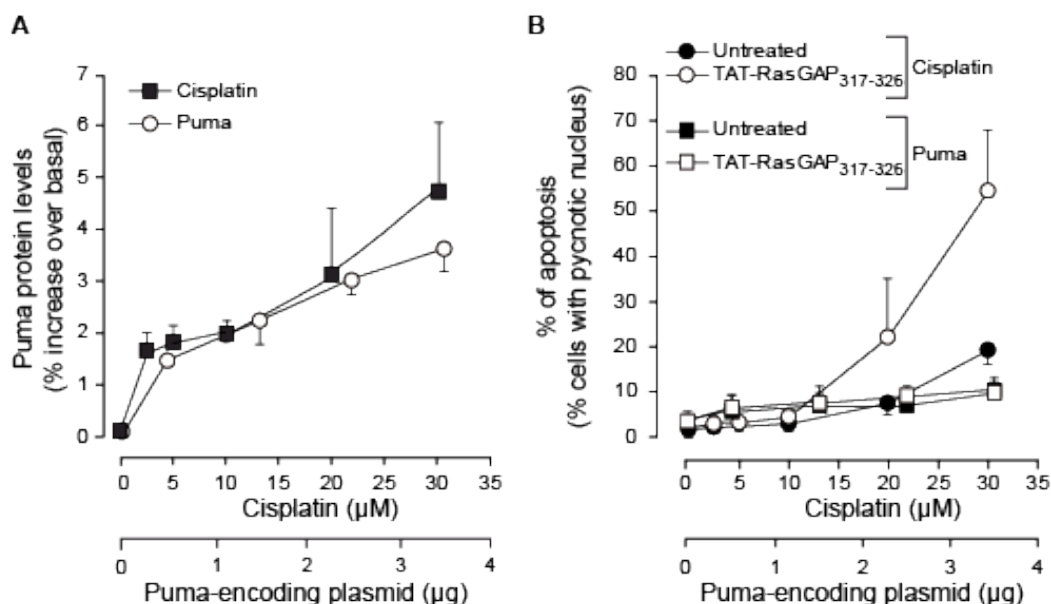 A
Puma protein levels
(% increase over basal)
7
6
5
4
3
2
1
0
Cisplatin
Puma
0 5 10 15 20 25 30 35
Cisplatin (µM)
0 1 2 3 4
Puma-encoding plasmid (µg)
B
% of apoptosis
(% cells with pycnotic nucleus)
80
70
60
50
40
30
20
10
0
Untreated
TAT-RasGAP317-326
Cisplatin
Untreated
TAT-RasGAP317-326
Puma
0 5 10 15 20 25 30 35
Cisplatin (µM)
0 1 2 3 4
Puma-encoding plasmid (µg)